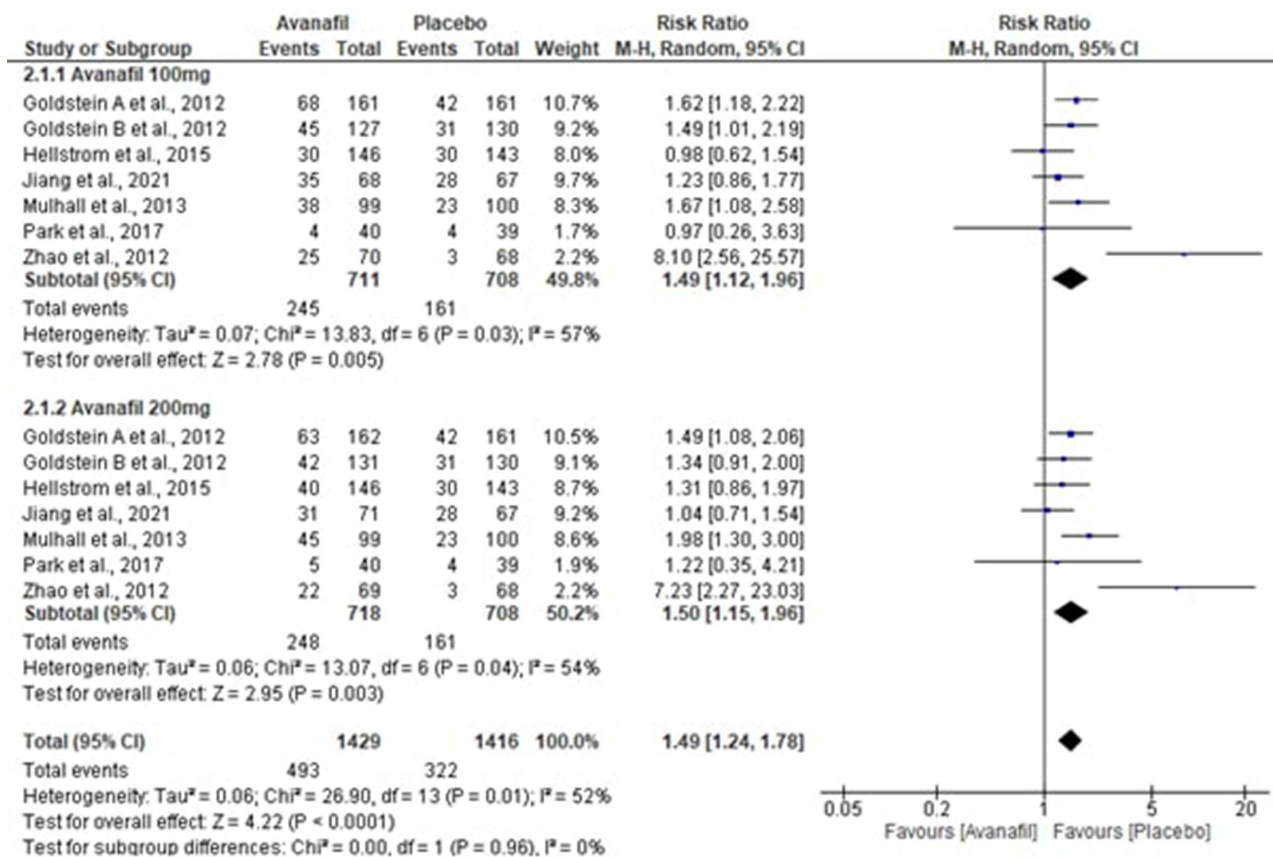 Avanafil Placebo Risk Ratio Risk Ratio
Study or Subgroup Events Total Events Total Weight M-H, Random, 95% CI M-H, Random, 95% CI
2.1.1 Avanafil 100mg
Goldstein A et al., 2012 68 161 42 161 10.7% 1.62 [1.18, 2.22]
Goldstein B et al., 2012 45 127 31 130 9.2% 1.49 [1.01, 2.19]
Hellstrom et al., 2015 30 146 30 143 8.0% 0.98 [0.62, 1.54]
Jiang et al., 2021 35 68 28 67 9.7% 1.23 [0.86, 1.77]
Mulhall et al., 2013 38 99 23 100 8.3% 1.67 [1.08, 2.58]
Park et al., 2017 4 40 4 39 1.7% 0.97 [0.26, 3.63]
Zhao et al., 2012 25 70 3 68 2.2% 8.10 [2.56, 25.57]
Subtotal (95% CI) 711 708 49.8% 1.49 [1.12, 1.96]
Total events 245 161
Heterogeneity: Tau² = 0.07; Chi² = 13.83, df = 6 (P = 0.03); I² = 57%
Test for overall effect: Z = 2.78 (P = 0.005)
2.1.2 Avanafil 200mg
Goldstein A et al., 2012 63 162 42 161 10.5% 1.49 [1.08, 2.06]
Goldstein B et al., 2012 42 131 31 130 9.1% 1.34 [0.91, 2.00]
Hellstrom et al., 2015 40 146 30 143 8.7% 1.31 [0.86, 1.97]
Jiang et al., 2021 31 71 28 67 9.2% 1.04 [0.71, 1.54]
Mulhall et al., 2013 45 99 23 100 8.6% 1.98 [1.30, 3.00]
Park et al., 2017 5 40 4 39 1.9% 1.22 [0.35, 4.21]
Zhao et al., 2012 22 69 3 68 2.2% 7.23 [2.27, 23.03]
Subtotal (95% CI) 718 708 50.2% 1.50 [1.15, 1.96]
Total events 248 161
Heterogeneity: Tau² = 0.06; Chi² = 13.07, df = 6 (P = 0.04); I² = 54%
Test for overall effect: Z = 2.95 (P = 0.003)
Total (95% CI) 1429 1416 100.0% 1.49 [1.24, 1.78]
Total events 493 322
Heterogeneity: Tau² = 0.06; Chi² = 26.90, df = 13 (P = 0.01); I² = 52%
Test for overall effect: Z = 4.22 (P < 0.0001)
Test for subgroup differences: Chi² = 0.00, df = 1 (P = 0.96), I² = 0%
0.05 0.2 1 5 20
Favours [Avanafil] Favours [Placebo]